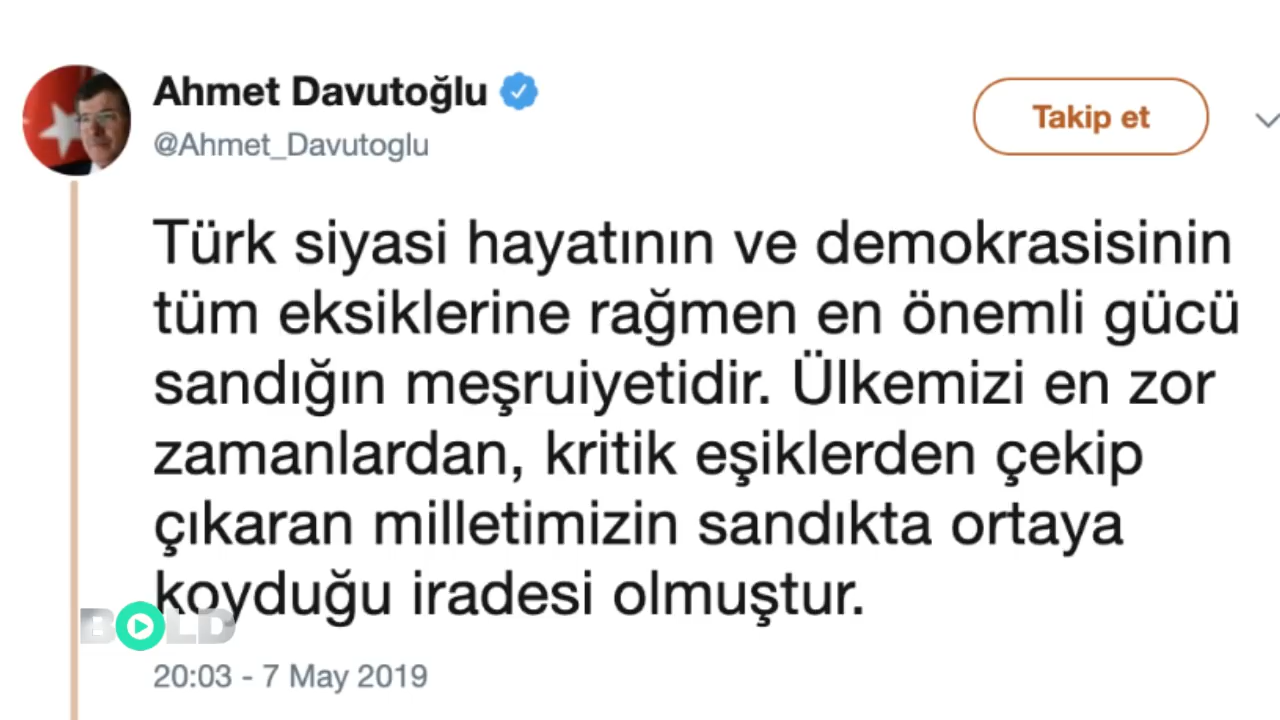 Ahmet Davutoğlu
@Ahmet_Davutoglu
Takip et
Türk siyasi hayatının ve demokrasisinin
tüm eksiklerine rağmen en önemli gücü
sandığın meşruiyetidir. Ülkemizi en zor
zamanlardan, kritik eşiklerden çekip
çıkaran milletimizin sandıkta ortaya
koyduğu iradesi olmuştur.
BOLD
20:03 - 7 May 2019